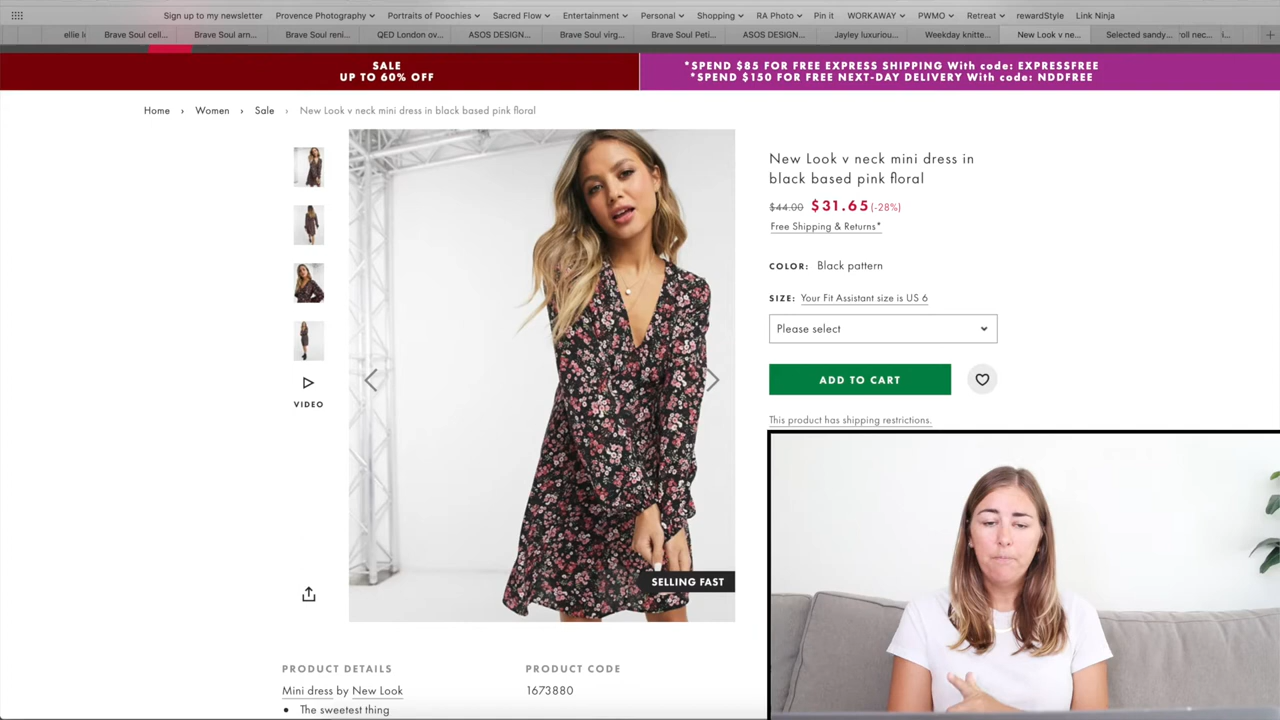 Sign up to my newsletter Provence Photography Portraits of Poochies Sacred Flow Entertainment Personal Shopping RA Photo Pin it WORKAWAY PWMO Retreat rewardStyle Link Ninja
Brave Soul cell... Brave Soul arn... Brave Soul reni... QED London ov... ASOS DESIGN... Brave Soul virg... Brave Soul Peti... ASOS DESIGN... Jayley luxuriou... Weekday knitte... New Look v ne... Selected sandy...
SALE
UP TO 60% OFF
*SPEND $85 FOR FREE EXPRESS SHIPPING With code: EXPRESSFREE
*SPEND $150 FOR FREE NEXT-DAY DELIVERY With code: NDDFREE
Home › Women › Sale › New Look v neck mini dress in black based pink floral
New Look v neck mini dress in
black based pink floral
$44.00 $31.65 (-28%)
Free Shipping & Returns*
COLOR: Black pattern
SIZE: Your Fit Assistant size is US 6
Please select
ADD TO CART
This product has shipping restrictions.
VIDEO
SELLING FAST
PRODUCT DETAILS
Mini dress by New Look
• The sweetest thing
PRODUCT CODE
1673880